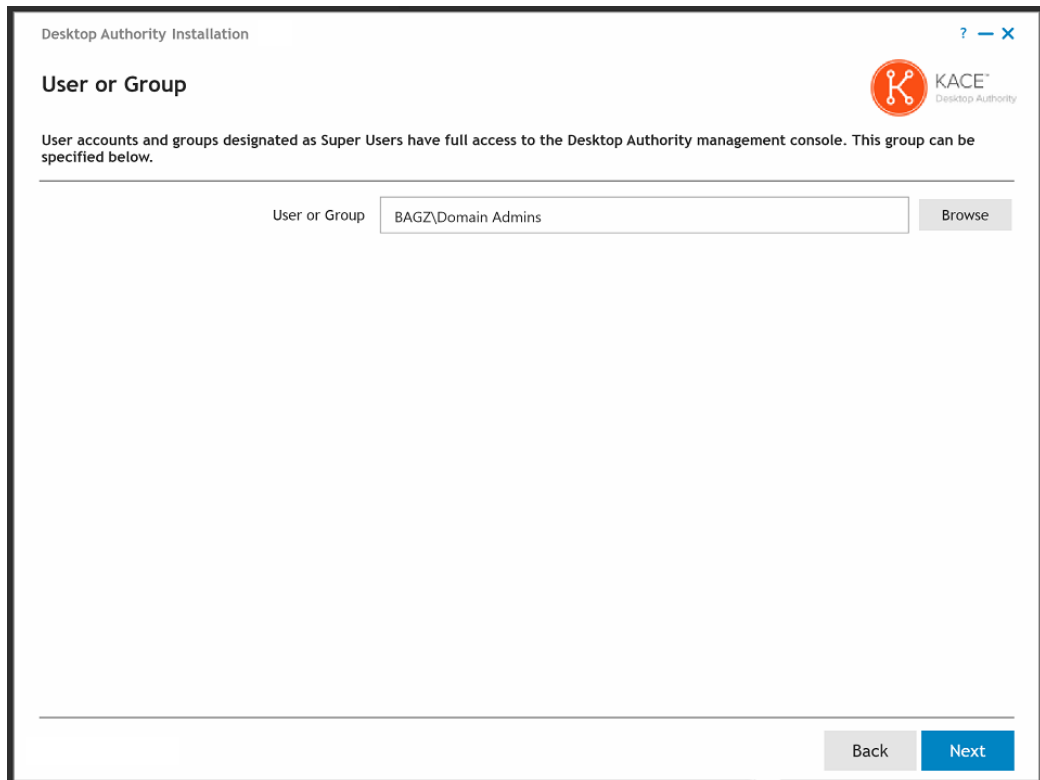 Desktop Authority Installation
?
User or Group
K
KACE™
Desktop Authority
User accounts and groups designated as Super Users have full access to the Desktop Authority management console. This group can be
specified below.
User or Group
BAGZ\Domain Admins
Browse
Back
Next